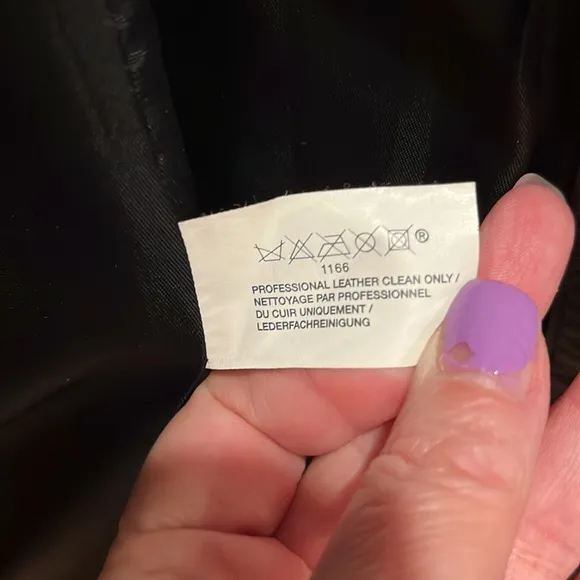 ®
1166
PROFESSIONAL LEATHER CLEAN ONLY /
NETTOYAGE PAR PROFESSIONNEL
DU CUIR UNIQUEMENT /
LEDERFACHREINIGUNG